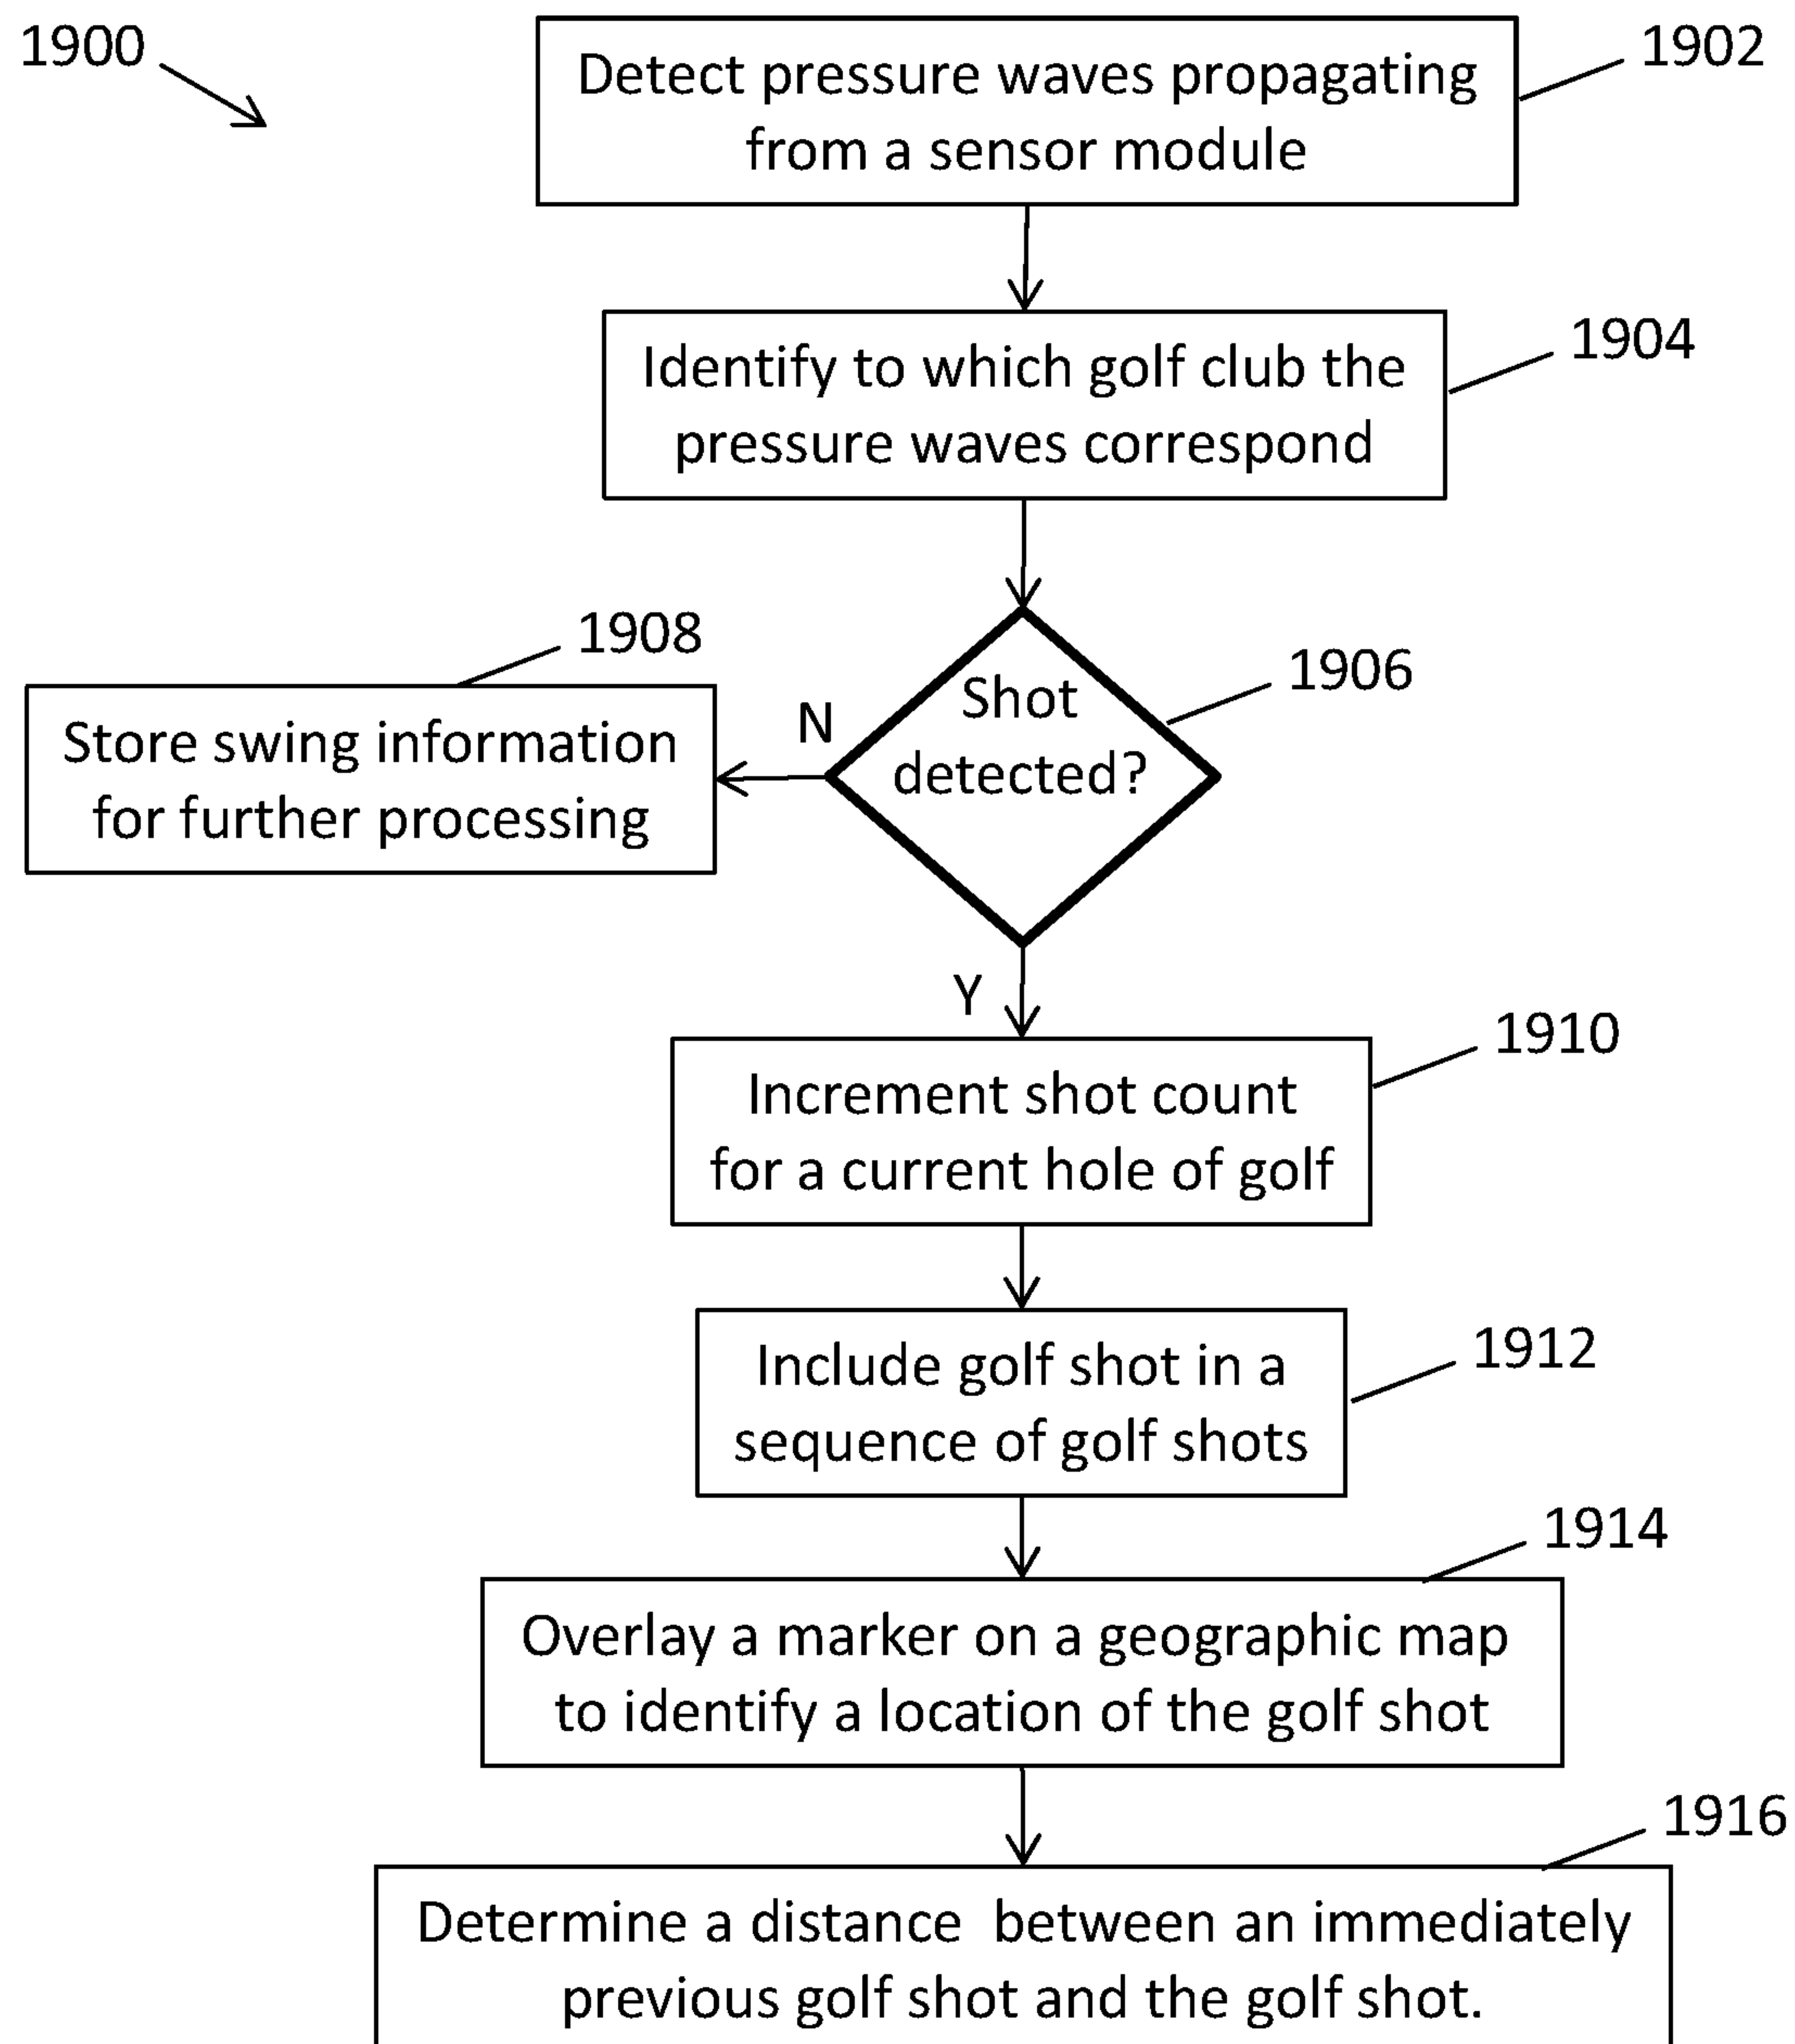 1900
1902
Detect pressure waves propagating
from a sensor module
1904
Identify to which golf club the
pressure waves correspond
1908
1906
Store swing information
for further processing
N
Shot
detected?
Y
1910
Increment shot count
for a current hole of golf
1912
Include golf shot in a
sequence of golf shots
1914
Overlay a marker on a geographic map
to identify a location of the golf shot
1916
Determine a distance  between an immediately
previous golf shot and the golf shot.